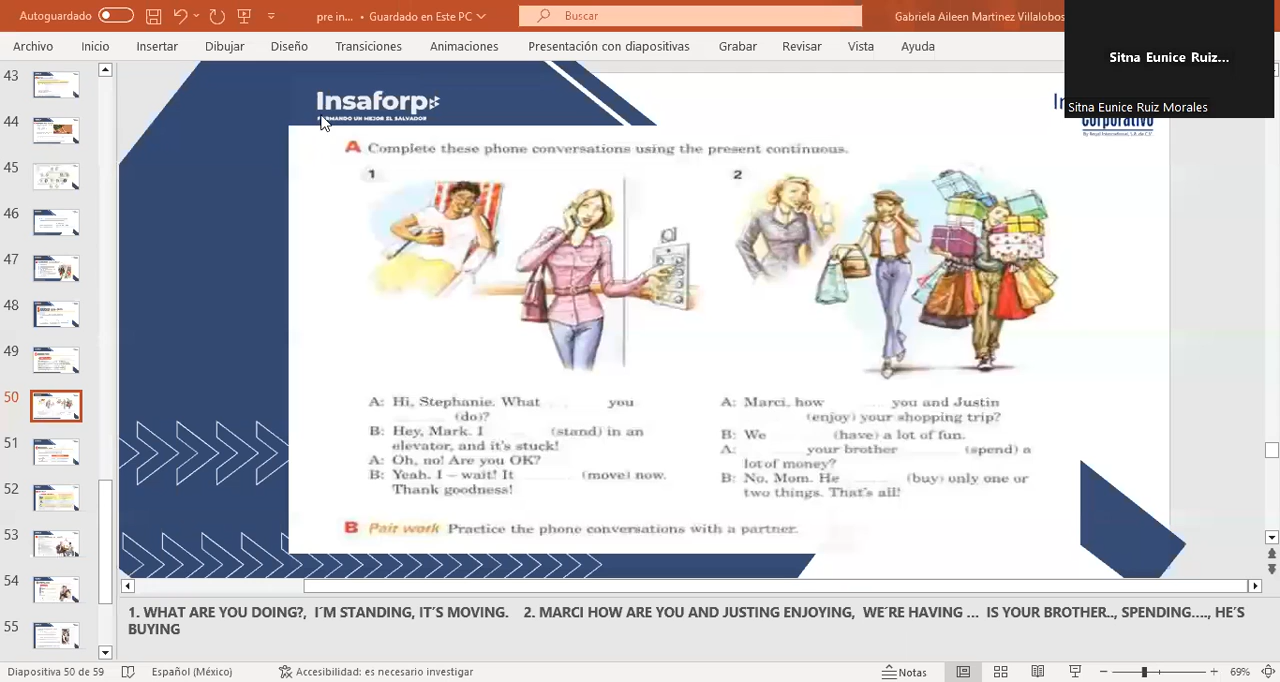 Autoguardado
pre in... • Guardado en Este PC
Buscar
Gabriela Aileen Martinez Villalobos
Archivo Inicio Insertar Dibujar Diseño Transiciones Animaciones Presentación con diapositivas Grabar Revisar Vista Ayuda
Sitna Eunice Ruiz...
Sitna Eunice Ruiz Morales
43
44
45
46
47
48
49
50
51
52
53
54
55
Insaforp
FORMANDO UN MEJOR EL SALVADOR
In
Corporativo
A Complete these phone conversations using the present continuous.
1
2
A: Hi, Stephanie. What you
(do)?
B: Hey, Mark. I (stand) in an
elevator, and it's stuck!
A: Oh, no! Are you OK?
B: Yeah. I – wait! It (move) now.
Thank goodness!
A: Marci, how you and Justin
(enjoy) your shopping trip?
B: We (have) a lot of fun.
A: your brother (spend) a
lot of money?
B: No, Mom. He (buy) only one or
two things. That's all!
B Pair work Practice the phone conversations with a partner.
1. WHAT ARE YOU DOING?, I´M STANDING, IT´S MOVING. 2. MARCI HOW ARE YOU AND JUSTING ENJOYING, WE´RE HAVING ... IS YOUR BROTHER.., SPENDING...., HE´S
BUYING
Diapositiva 50 de 59
Español (México)
Accesibilidad: es necesario investigar
Notas
69%